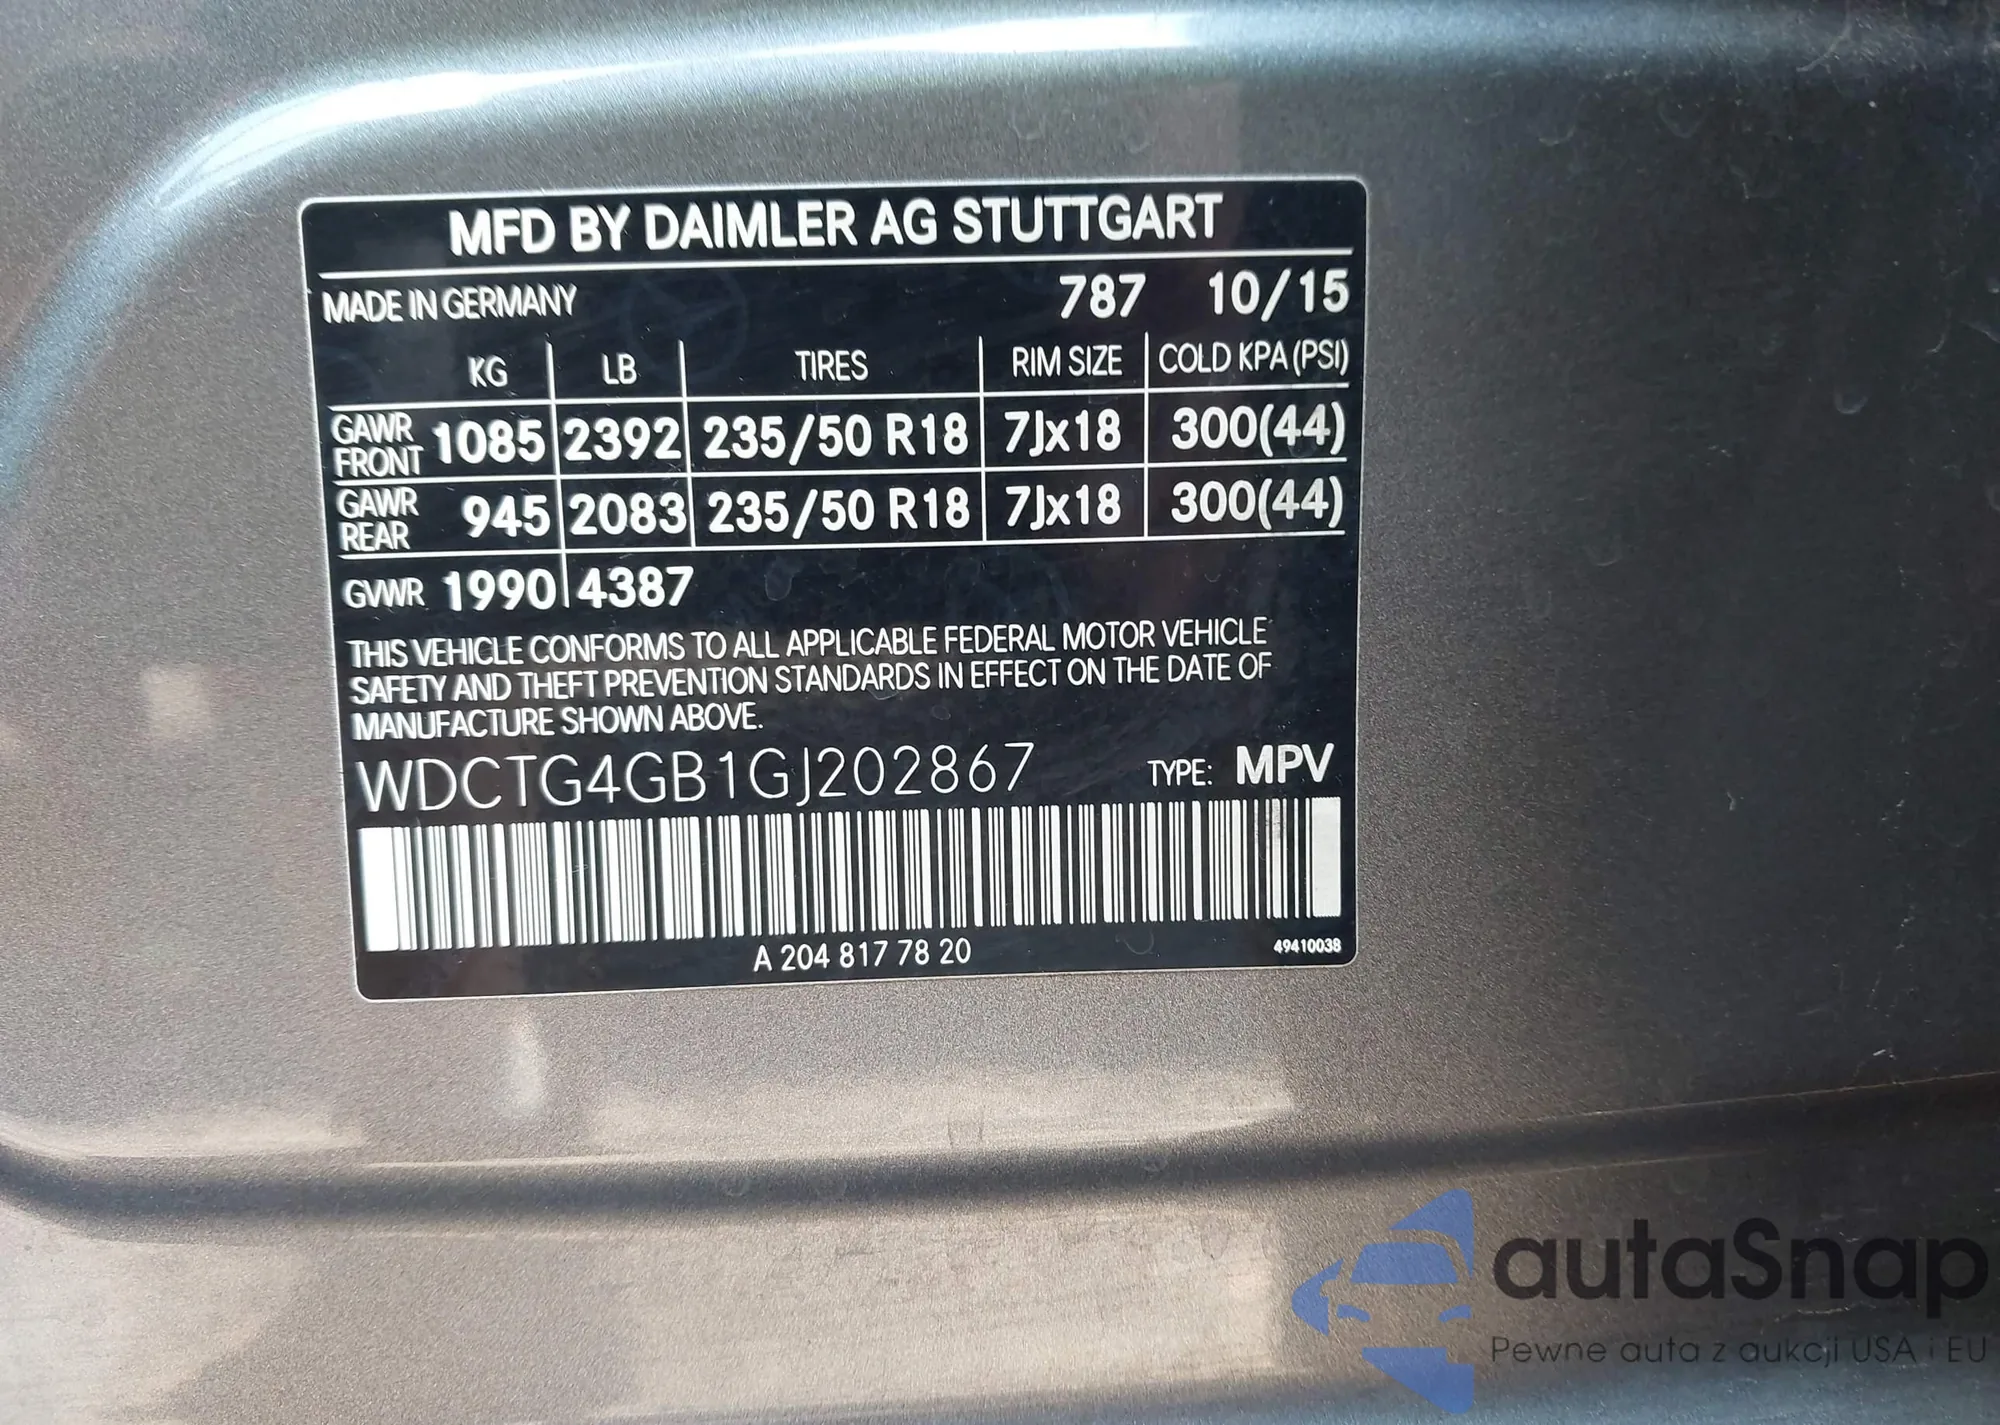 MFD BY DAIMLER AG STUTTGART
MADE IN GERMANY 787 10/15
KG LB TIRES RIM SIZE COLD KPA (PSI)
GAWR FRONT 1085 2392 235/50 R18 7Jx18 300(44)
GAWR REAR 945 2083 235/50 R18 7Jx18 300(44)
GVWR 1990 4387
THIS VEHICLE CONFORMS TO ALL APPLICABLE FEDERAL MOTOR VEHICLE
SAFETY AND THEFT PREVENTION STANDARDS IN EFFECT ON THE DATE OF
MANUFACTURE SHOWN ABOVE.
WDCTG4GB1GJ202867 TYPE: MPV
A 204 817 78 20 49410038
autaSnap
Pewne auta z aukcji USA i EU